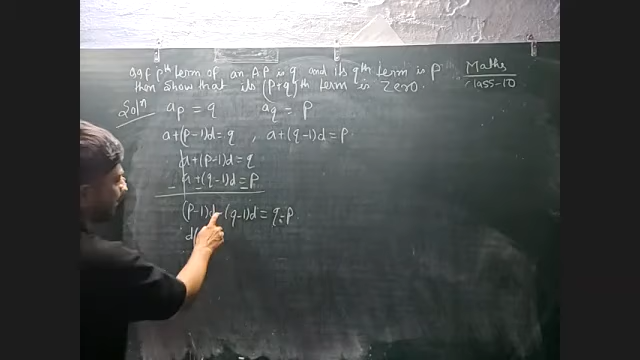 Q If pth term of an A.P is q and its qth term is p
then show that its (p+q)th term is zero.
Maths
Class-10
Soln
ap = q aq = p
a+(p-1)d=q , a+(q-1)d=p
a+(p-1)d=q
- a+(q-1)d=p
(p-1)d-(q-1)d=q-p
d(